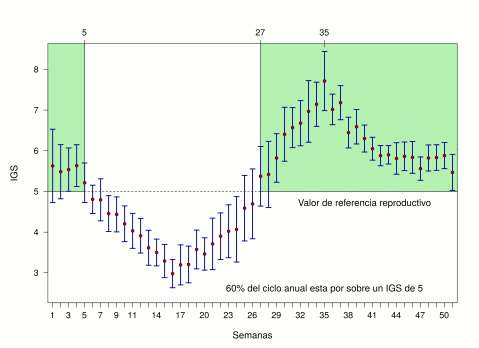 5 27 35
IGS
8
7
6
5
4
3
Valor de referencia reproductivo
60% del ciclo anual esta por sobre un IGS de 5
1 3 5 7 9 11 14 17 20 23 26 29 32 35 38 41 44 47 50
Semanas